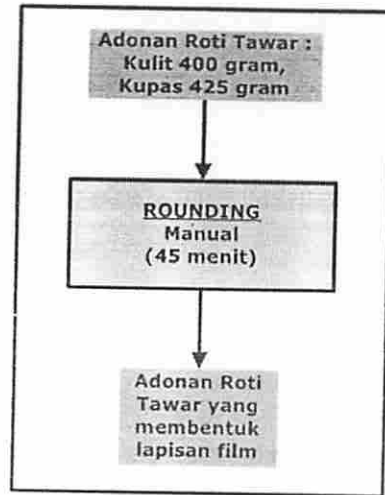 Adonan Roti Tawar :
Kulit 400 gram,
Kupas 425 gram
ROUNDING
Manual
(45 menit)
Adonan Roti
Tawar yang
membentuk
lapisan film